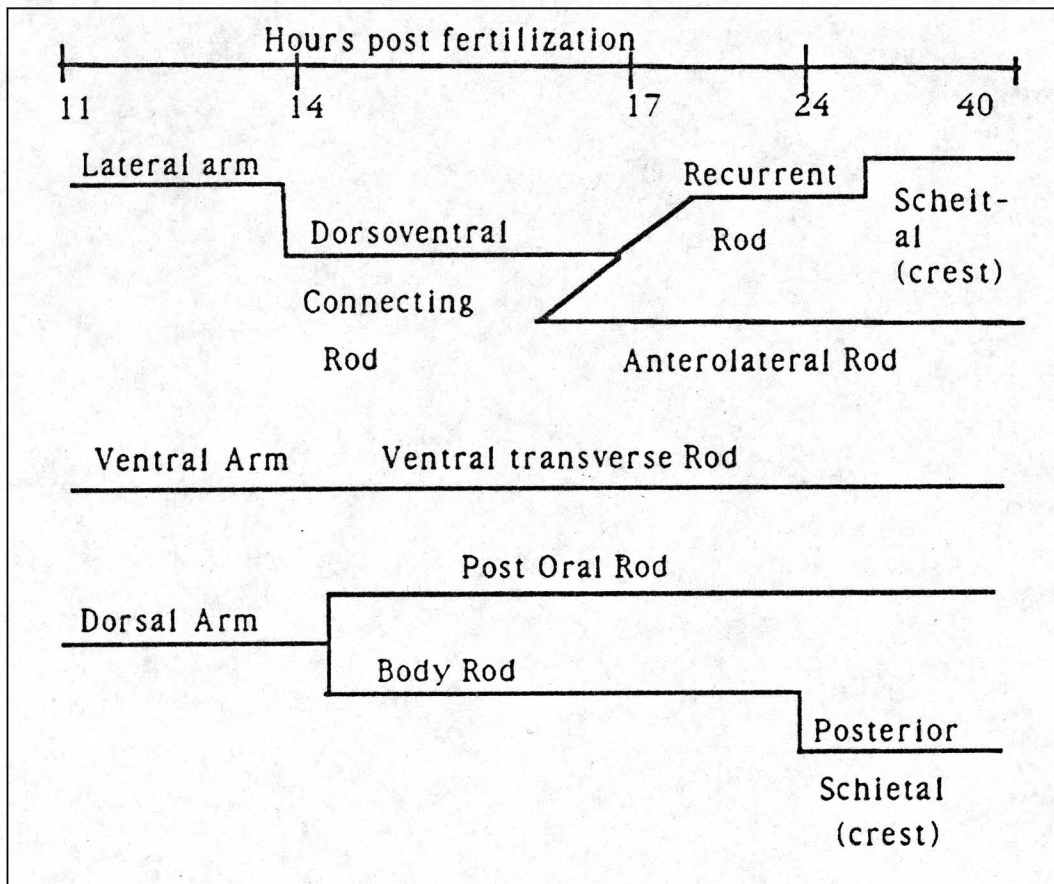 Hours post fertilization
11 14 17 24 40
Lateral arm
Dorsoventral
Connecting
Rod
Recurrent
Rod
Scheit-
al
(crest)
Anterolateral Rod
Ventral Arm Ventral transverse Rod
Post Oral Rod
Dorsal Arm
Body Rod
Posterior
Schietal
(crest)